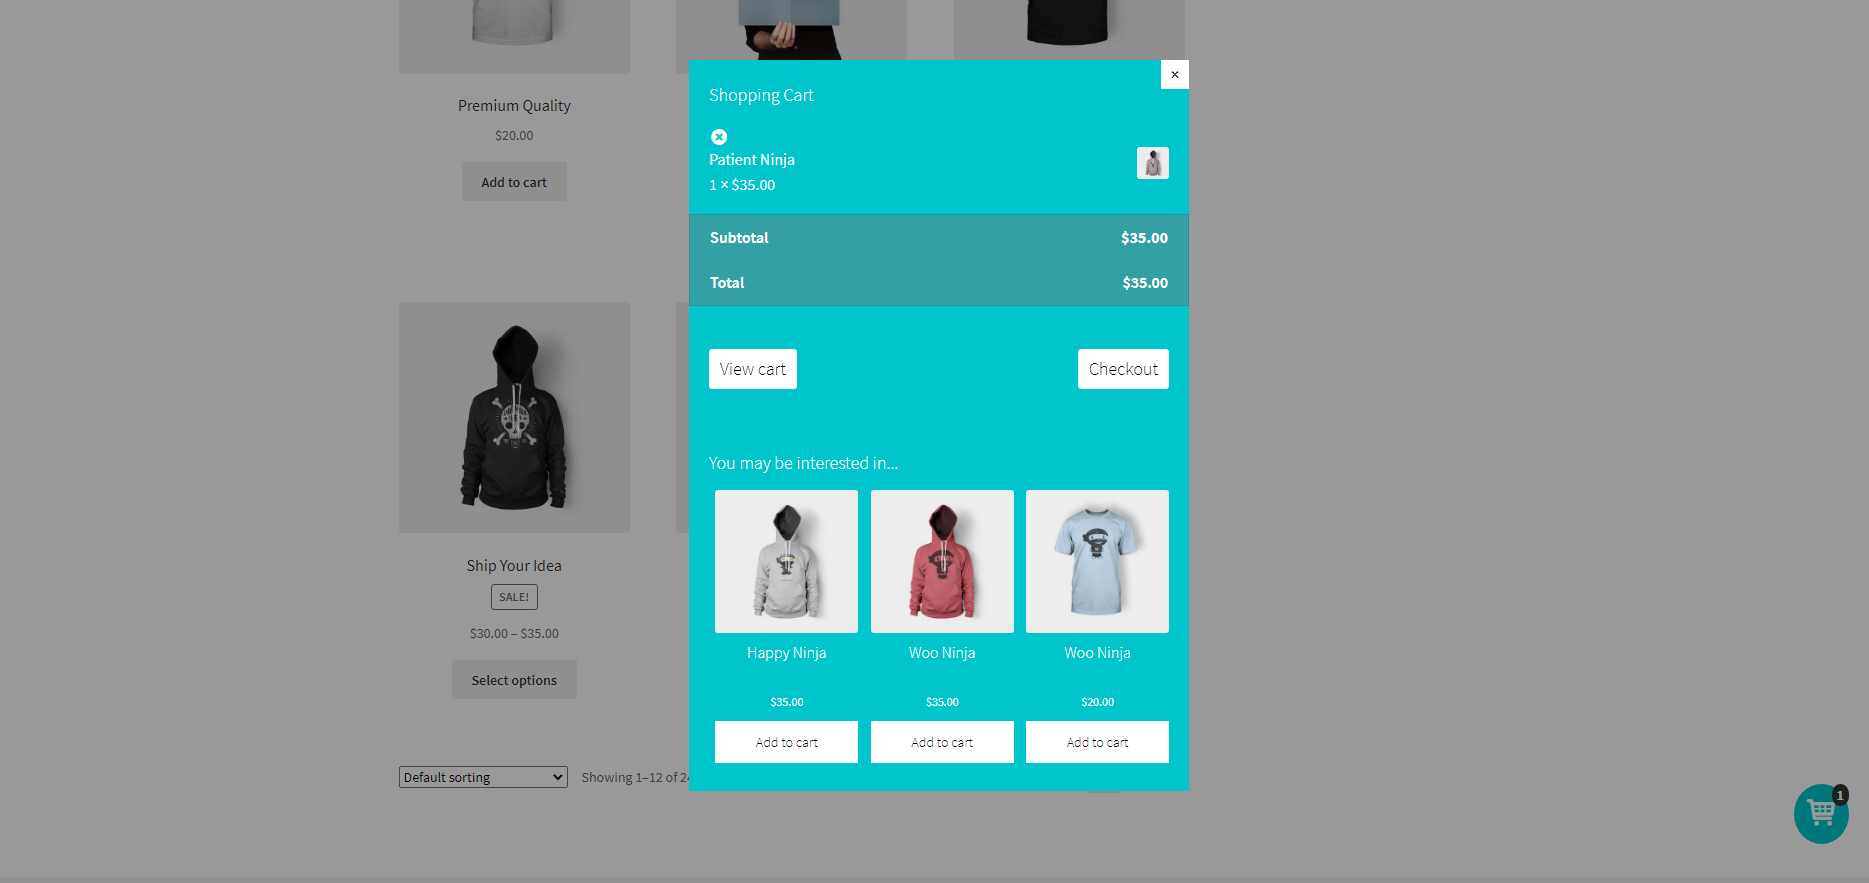 Premium Quality
$20.00
Add to cart
Ship Your Idea
SALE!
$30.00 – $35.00
Select options
Default sorting
Showing 1–12 of
×
Shopping Cart
Patient Ninja
1 × $35.00
Subtotal $35.00
Total $35.00
View cart Checkout
You may be interested in...
Happy Ninja Woo Ninja Woo Ninja
$35.00 $35.00 $20.00
Add to cart Add to cart Add to cart
1